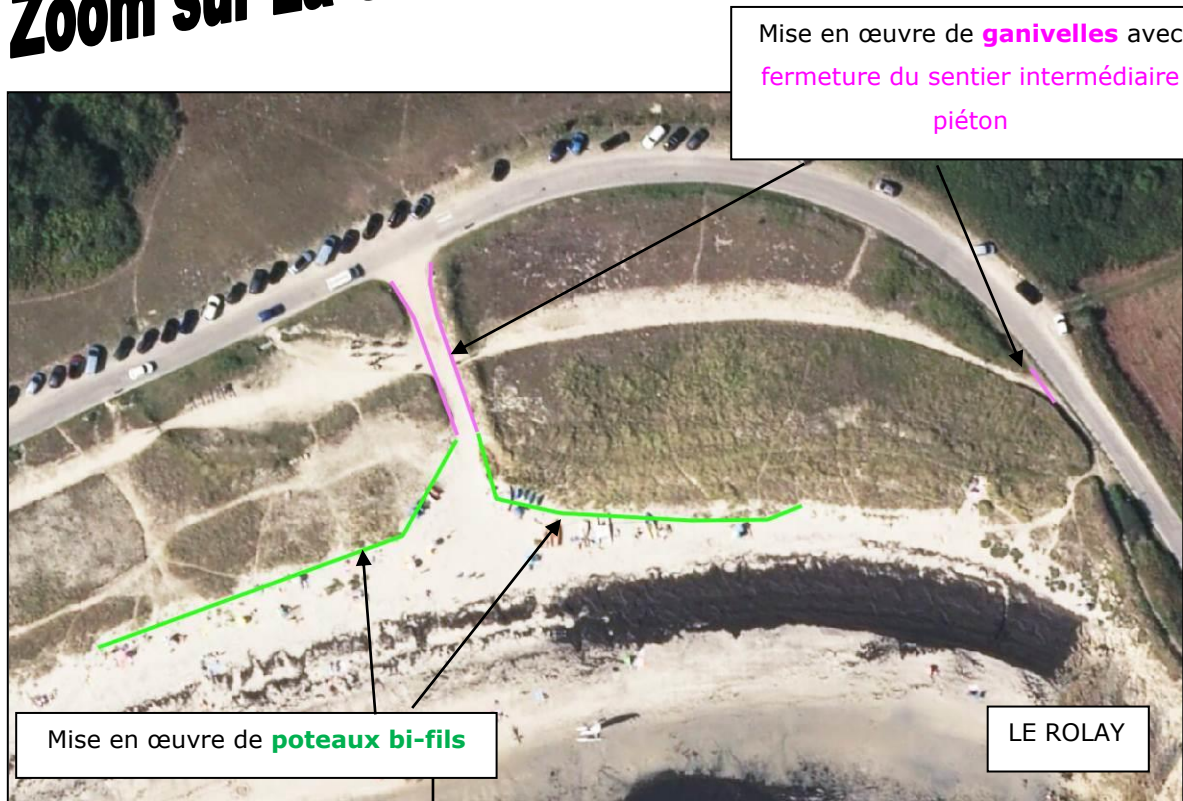 Zoom sur La
Mise en œuvre de ganivelles avec
fermeture du sentier intermédiaire
piéton
Mise en œuvre de poteaux bi-fils
LE ROLAY